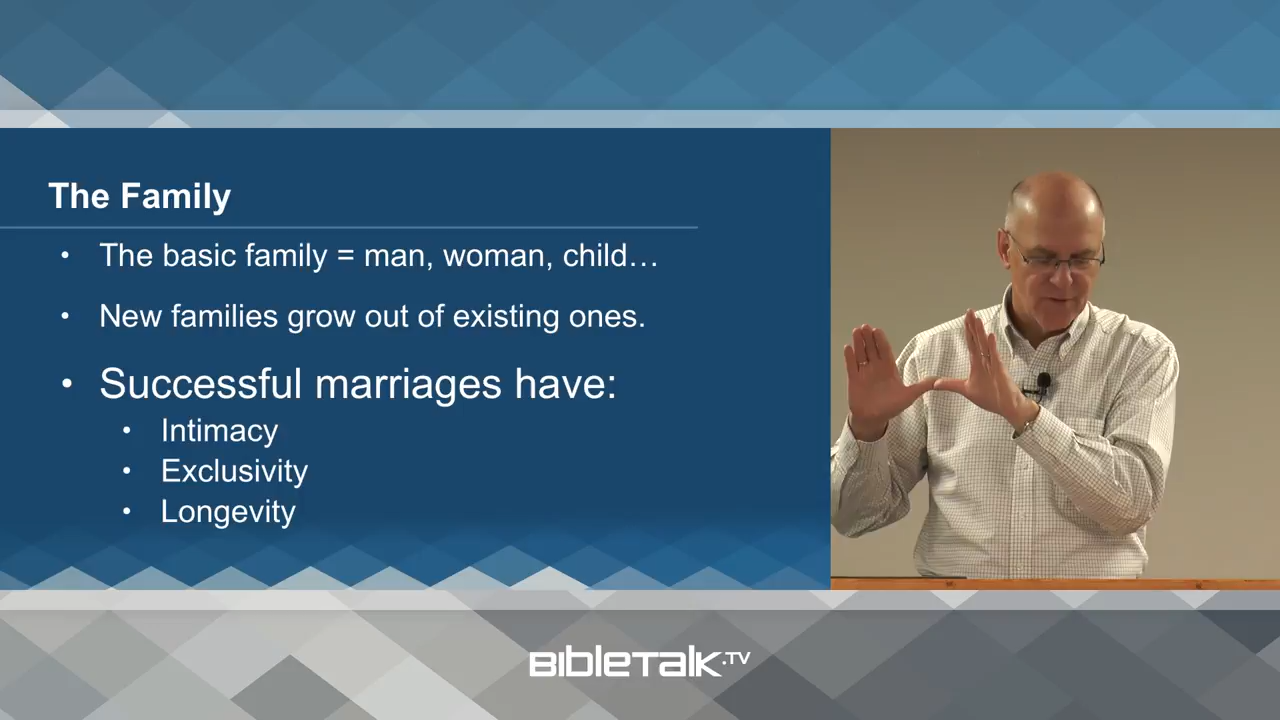 The Family
• The basic family = man, woman, child…
• New families grow out of existing ones.
• Successful marriages have:
• Intimacy
• Exclusivity
• Longevity
BIBLETALK.TV